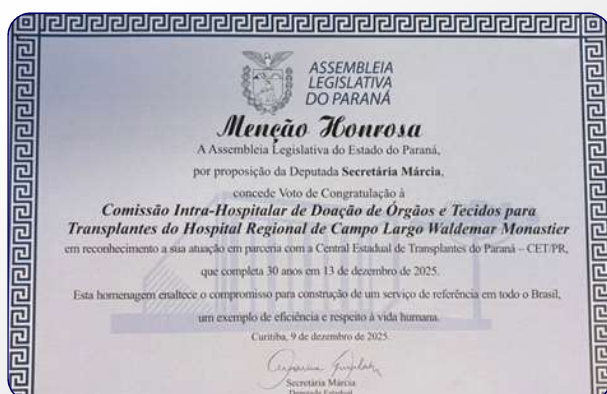 ASSEMBLEIA
LEGISLATIVA
DO PARANÁ
Menção Honrosa
A Assembleia Legislativa do Estado do Paraná,
por proposição da Deputada Secretária Márcia,
concede Voto de Congratulação à
Comissão Intra-Hospitalar de Doação de Órgãos e Tecidos para
Transplantes do Hospital Regional de Campo Largo Waldemar Monastier
em reconhecimento a sua atuação em parceria com a Central Estadual de Transplantes do Paraná – CET/PR,
que completa 30 anos em 13 de dezembro de 2025.
Esta homenagem enaltece o compromisso para construção de um serviço de referência em todo o Brasil,
um exemplo de eficiência e respeito à vida humana.
Curitiba, 9 de dezembro de 2025.
Secretária Márcia
Deputada Estadual